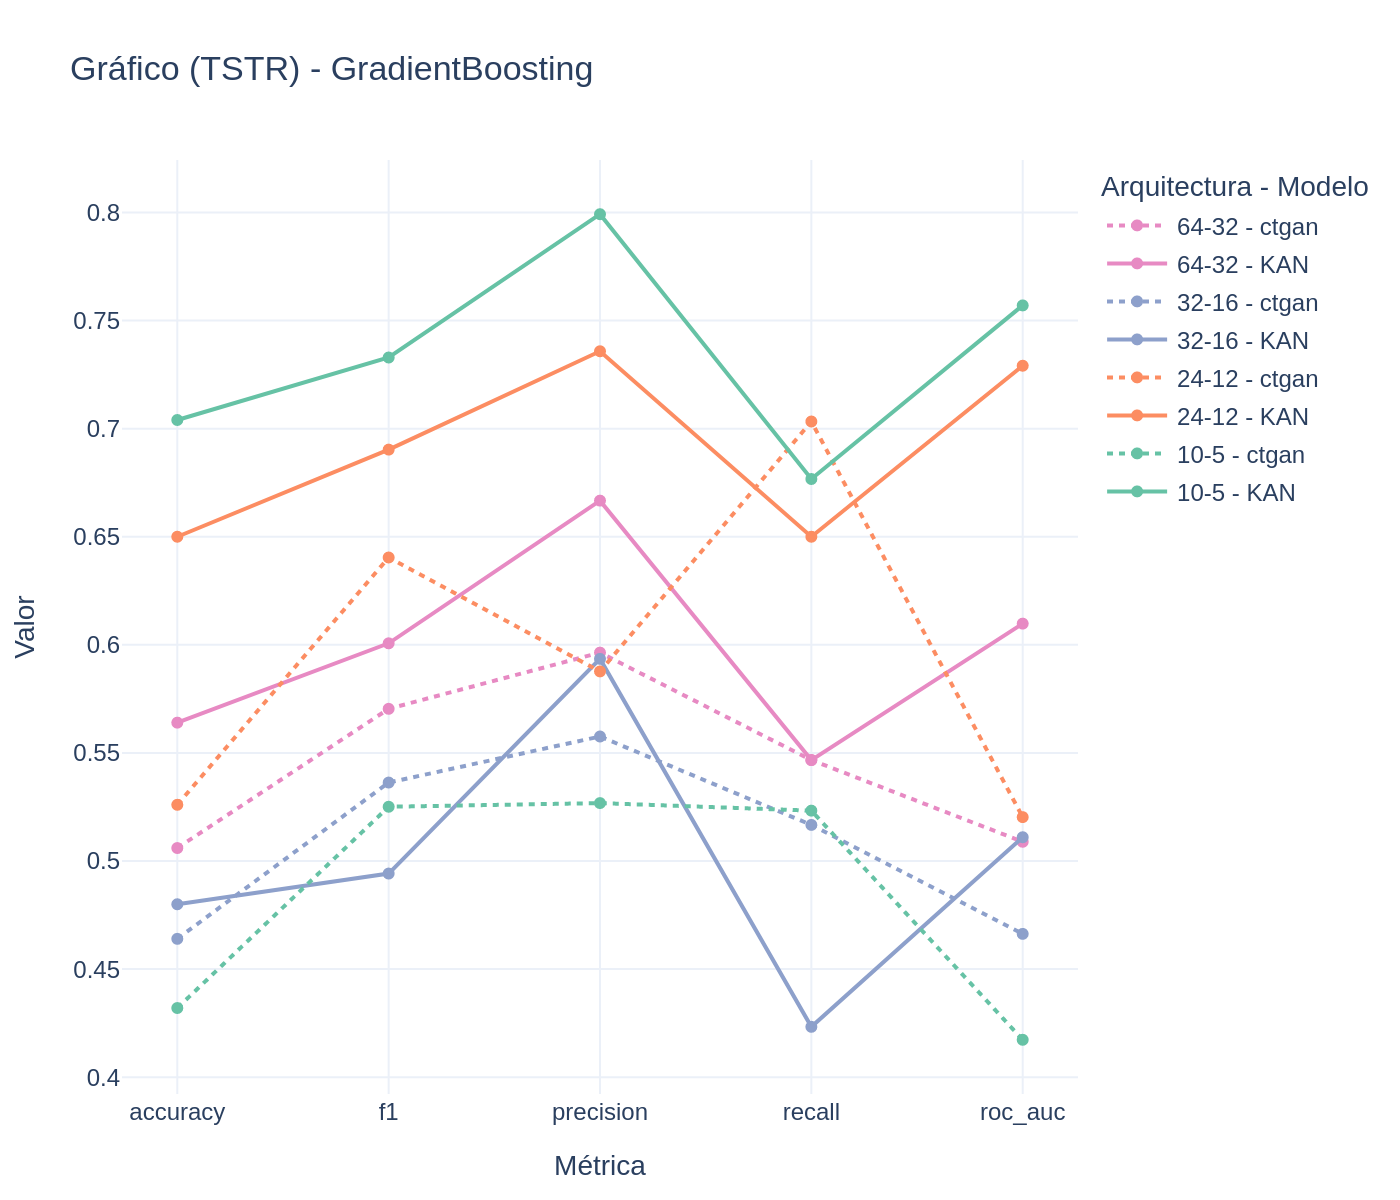 Gráfico (TSTR) - GradientBoosting
Arquitectura - Modelo
64-32 - ctgan
64-32 - KAN
32-16 - ctgan
32-16 - KAN
24-12 - ctgan
24-12 - KAN
10-5 - ctgan
10-5 - KAN
Valor
0.8
0.75
0.7
0.65
0.6
0.55
0.5
0.45
0.4
accuracy f1 precision recall roc_auc
Métrica